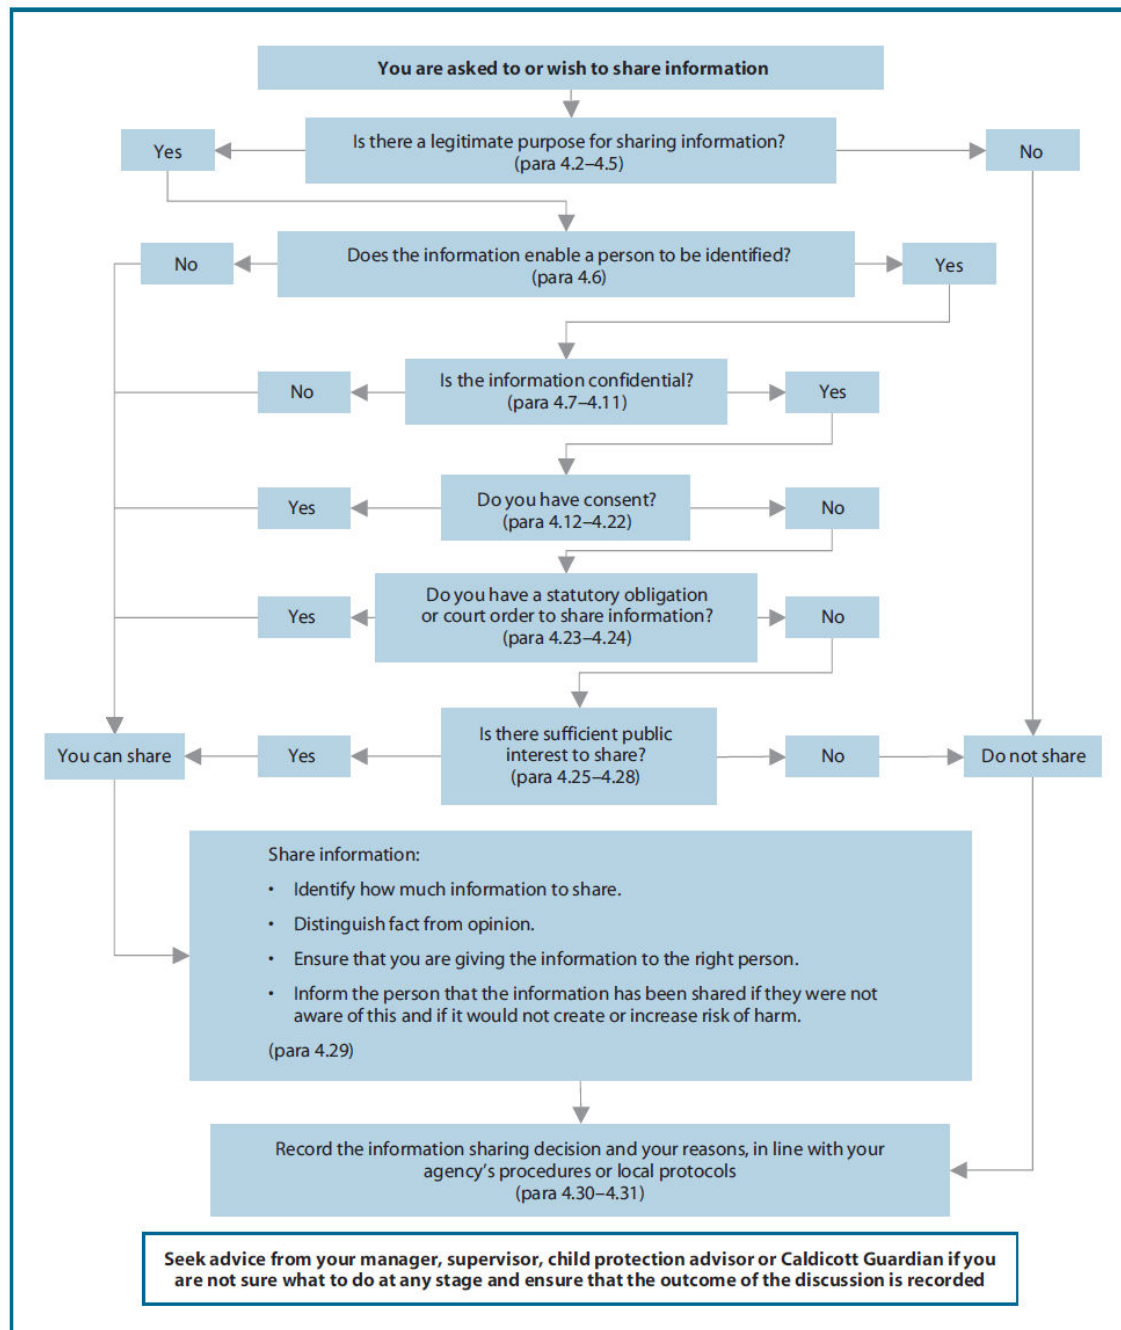 You are asked to or wish to share information
Is there a legitimate purpose for sharing information?
(para 4.2–4.5)
Yes
No
Does the information enable a person to be identified?
(para 4.6)
No
Yes
Is the information confidential?
(para 4.7–4.11)
No
Yes
Do you have consent?
(para 4.12–4.22)
Yes
No
Do you have a statutory obligation
or court order to share information?
(para 4.23–4.24)
Yes
No
Is there sufficient public
interest to share?
(para 4.25–4.28)
You can share
Yes
No
Do not share
Share information:
• Identify how much information to share.
• Distinguish fact from opinion.
• Ensure that you are giving the information to the right person.
• Inform the person that the information has been shared if they were not
aware of this and if it would not create or increase risk of harm.
(para 4.29)
Record the information sharing decision and your reasons, in line with your
agency’s procedures or local protocols
(para 4.30–4.31)
Seek advice from your manager, supervisor, child protection advisor or Caldicott Guardian if you
are not sure what to do at any stage and ensure that the outcome of the discussion is recorded